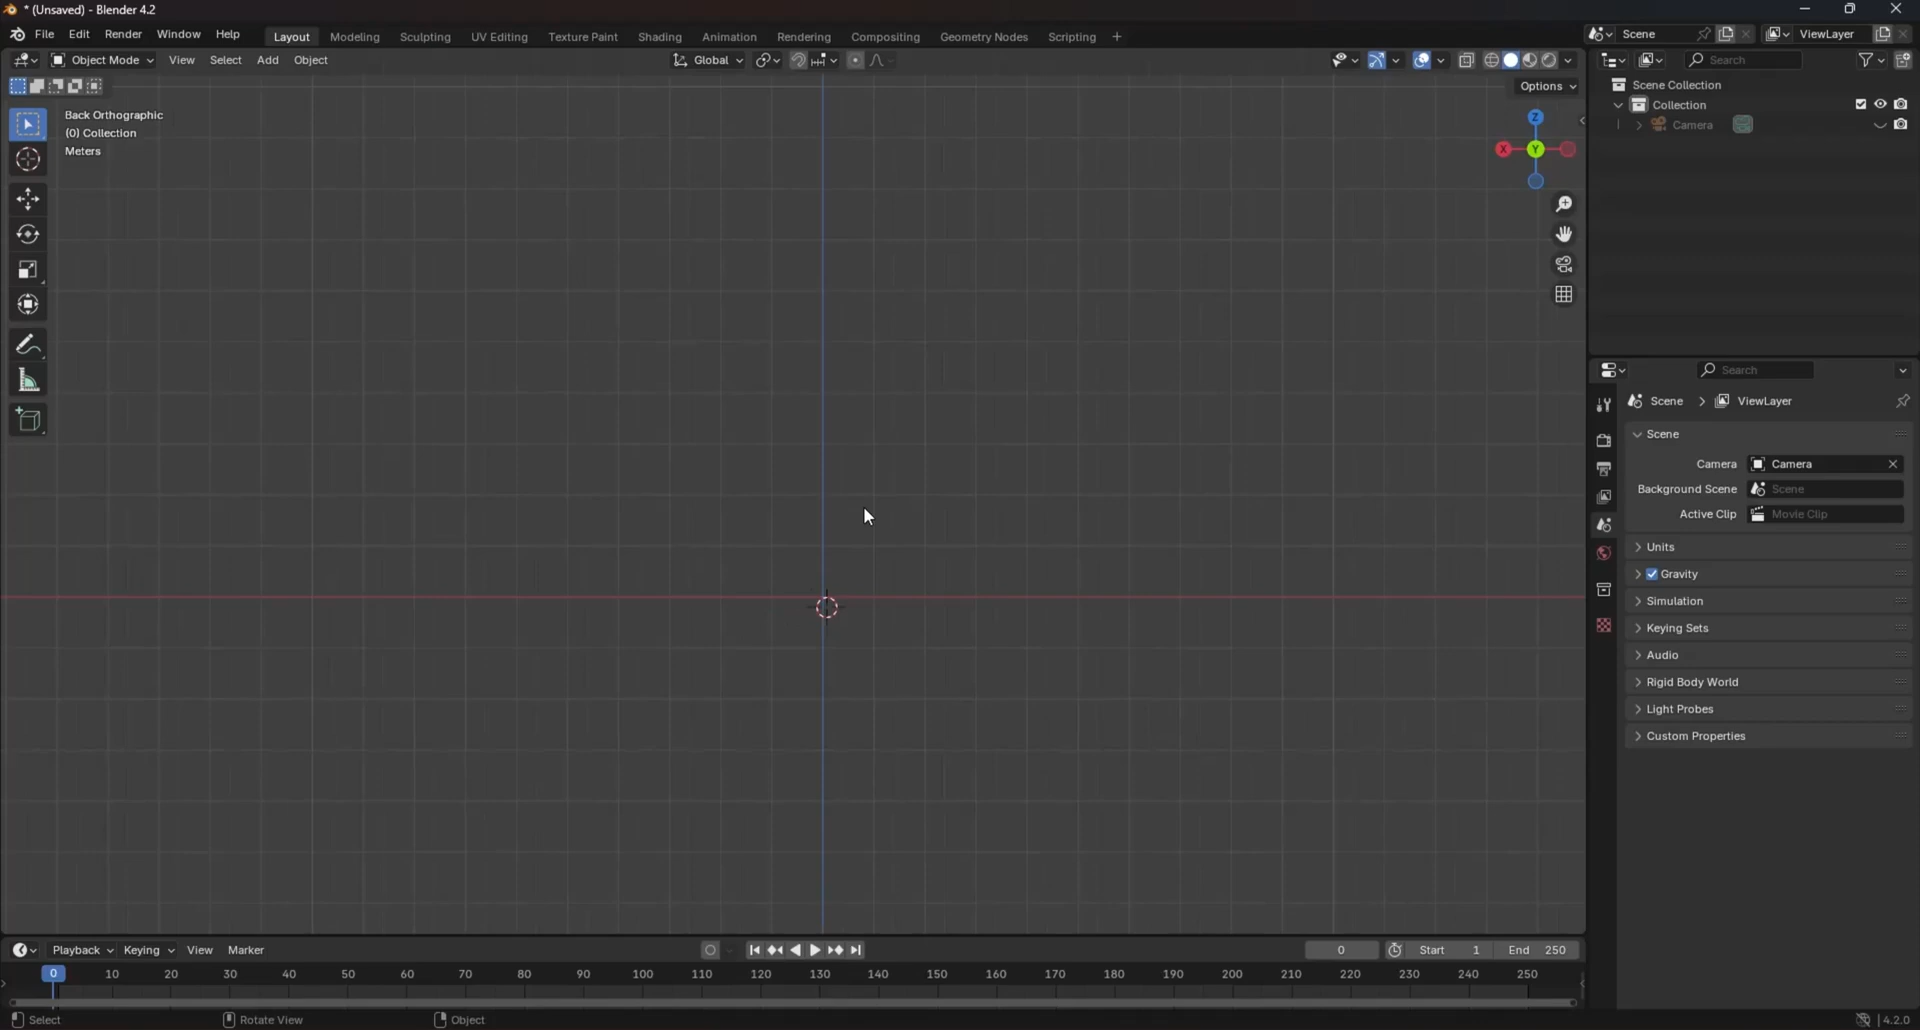 * (Unsaved) - Blender 4.2
File Edit Render Window Help Layout Modeling Sculpting UV Editing Texture Paint Shading Animation Rendering Compositing Geometry Nodes Scripting + Scene ViewLayer
Object Mode View Select Add Object Global Search
Options
Back Orthographic
(0) Collection
Meters
Z
X Y
Scene Collection
Collection
Camera
Search
Scene > ViewLayer
Scene
Camera Camera
Background Scene Scene
Active Clip Movie Clip
Units
Gravity
Simulation
Keying Sets
Audio
Rigid Body World
Light Probes
Custom Properties
Playback Keying View Marker 0 Start 1 End 250
0 10 20 30 40 50 60 70 80 90 100 110 120 130 140 150 160 170 180 190 200 210 220 230 240 250
Select Rotate View Object 4.2.0